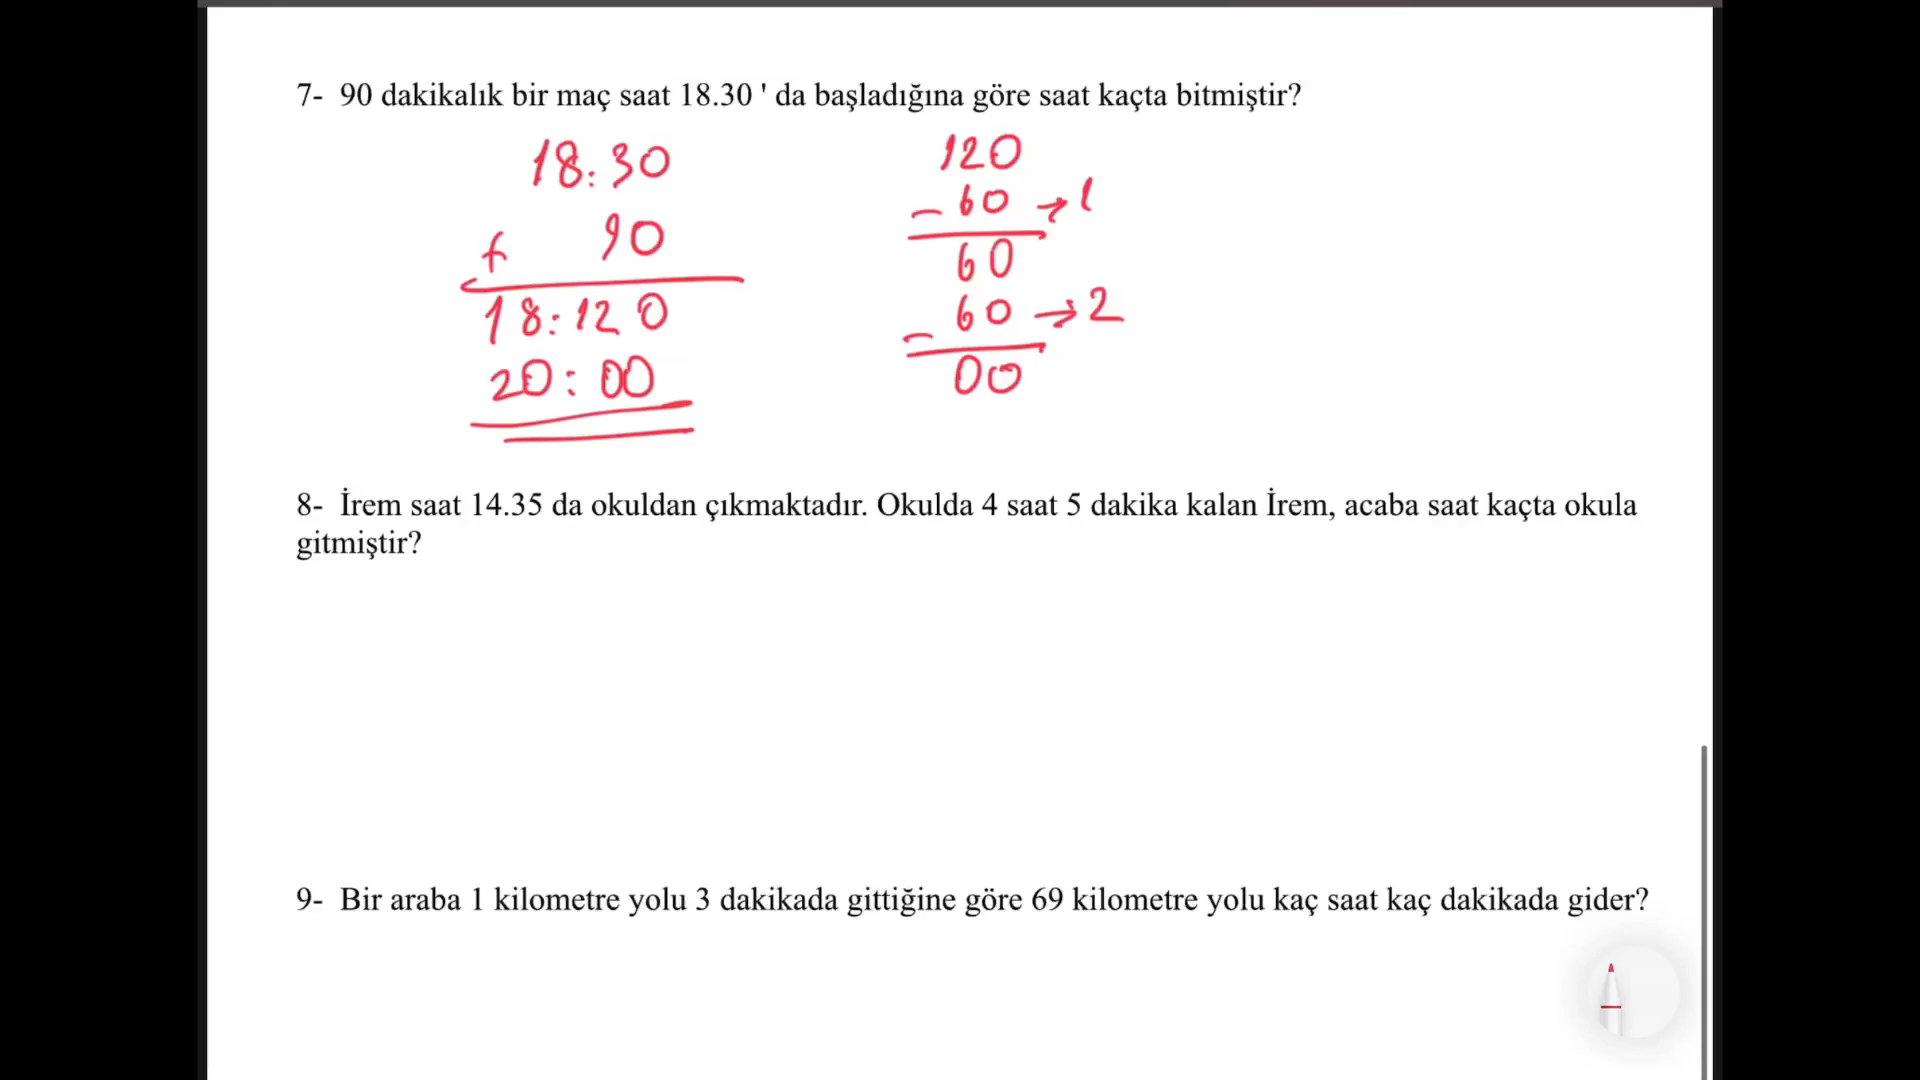 7- 90 dakikalık bir maç saat 18.30 ' da başladığına göre saat kaçta bitmiştir?
18:30
+ 90
18:120
20:00
120
- 60 → 1
60
- 60 → 2
00
8- İrem saat 14.35 da okuldan çıkmaktadır. Okulda 4 saat 5 dakika kalan İrem, acaba saat kaçta okula
gitmiştir?
9- Bir araba 1 kilometre yolu 3 dakikada gittiğine göre 69 kilometre yolu kaç saat kaç dakikada gider?